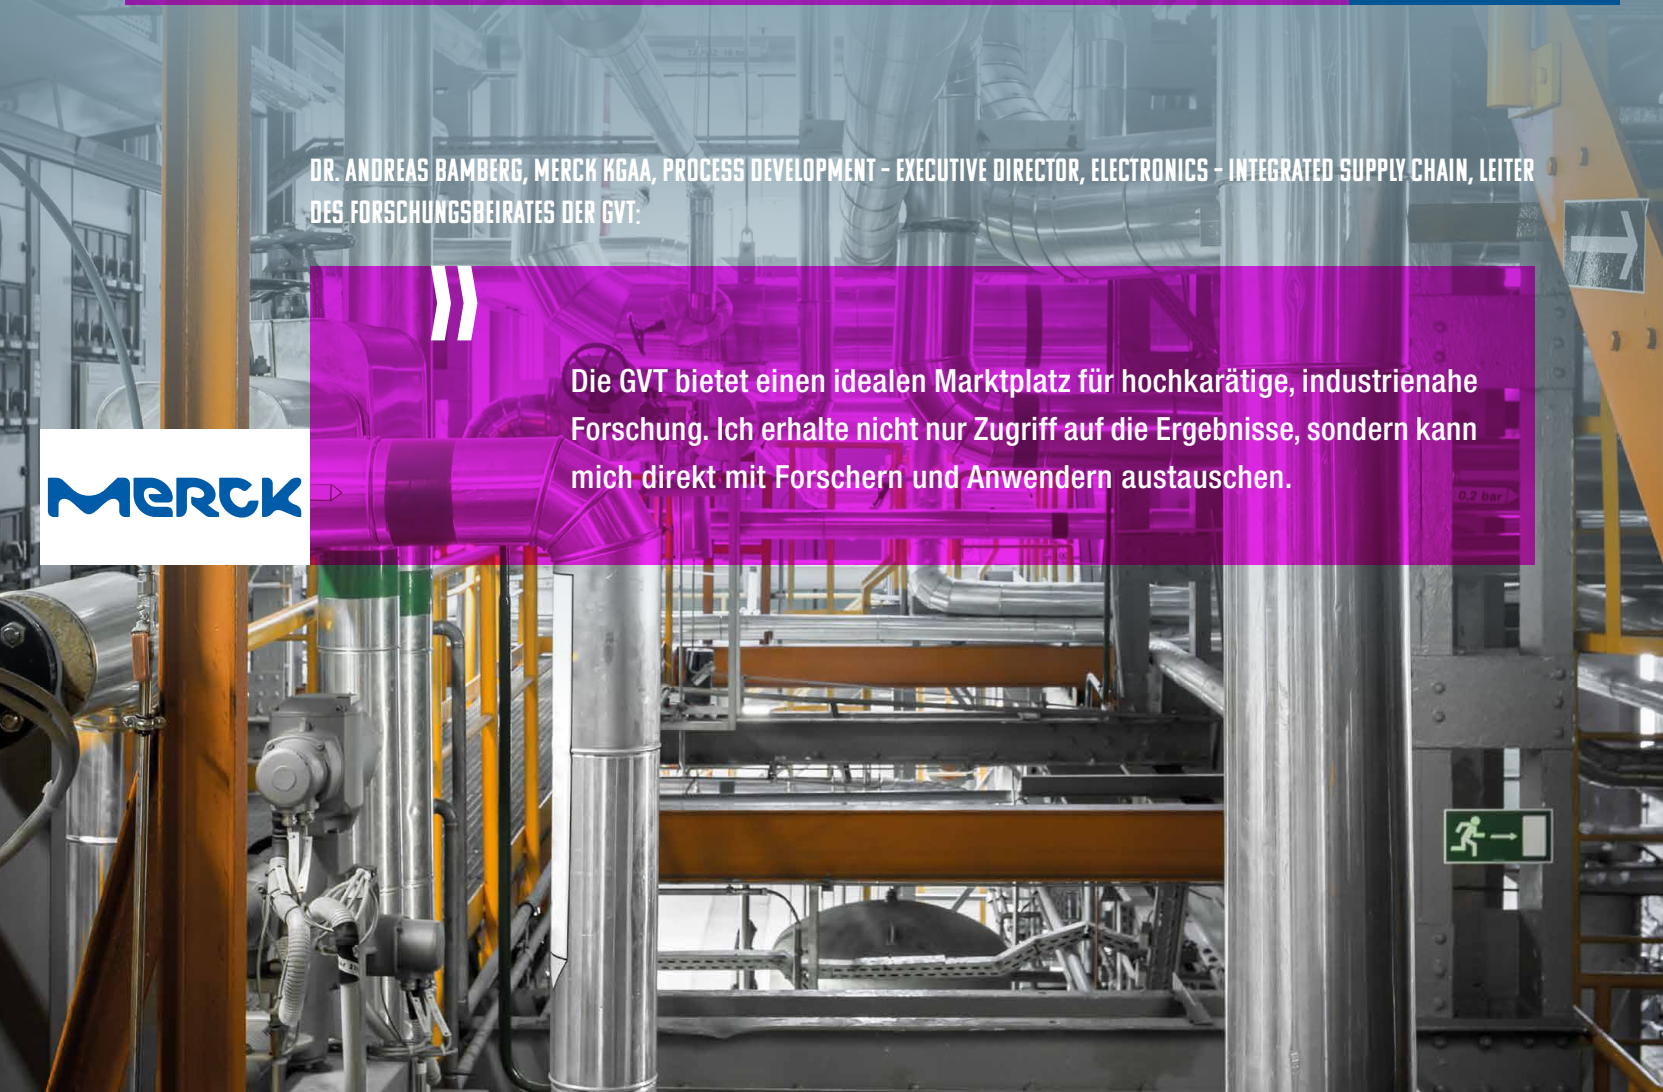 DR. ANDREAS BAMBERG, MERCK KGAA, PROCESS DEVELOPMENT - EXECUTIVE DIRECTOR, ELECTRONICS - INTEGRATED SUPPLY CHAIN, LEITER
DES FORSCHUNGSBEIRATES DER GVT:
»
Die GVT bietet einen idealen Marktplatz für hochkarätige, industrienahe
Forschung. Ich erhalte nicht nur Zugriff auf die Ergebnisse, sondern kann
mich direkt mit Forschern und Anwendern austauschen.
MERCK
0,2 bar